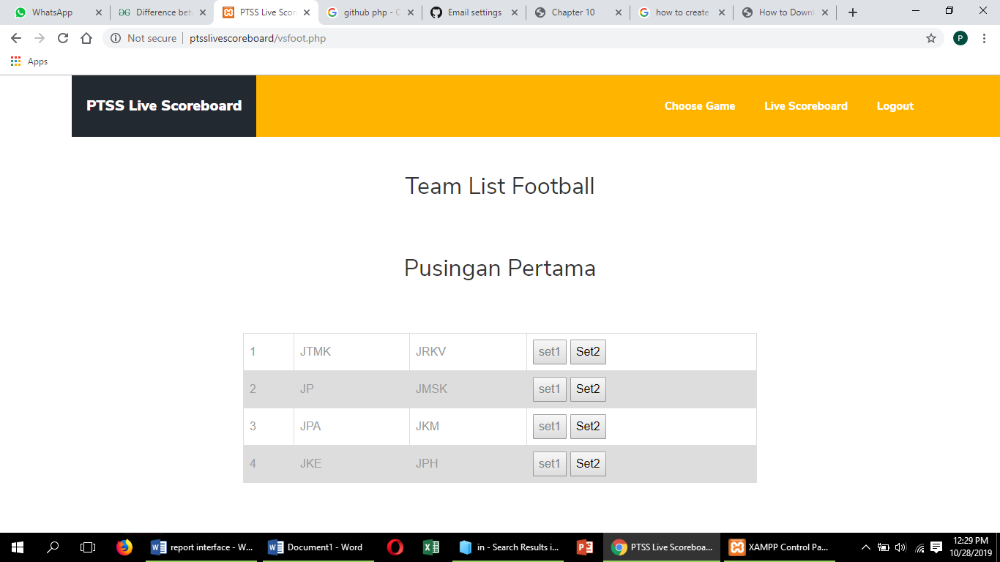 WhatsApp
Difference bet
PTSS Live Scor
github php - C
Email settings
Chapter 10
how to create
How to Downl
Not secure | ptsslivescoreboard/vsfoot.php
P
Apps
PTSS Live Scoreboard
Choose Game Live Scoreboard Logout
Team List Football
Pusingan Pertama
1 JTMK JRKV set1 Set2
2 JP JMSK set1 Set2
3 JPA JKM set1 Set2
4 JKE JPH set1 Set2
report interface - W...
Document1 - Word
in - Search Results i...
PTSS Live Scoreboa...
XAMPP Control Pa...
12:29 PM
10/28/2019